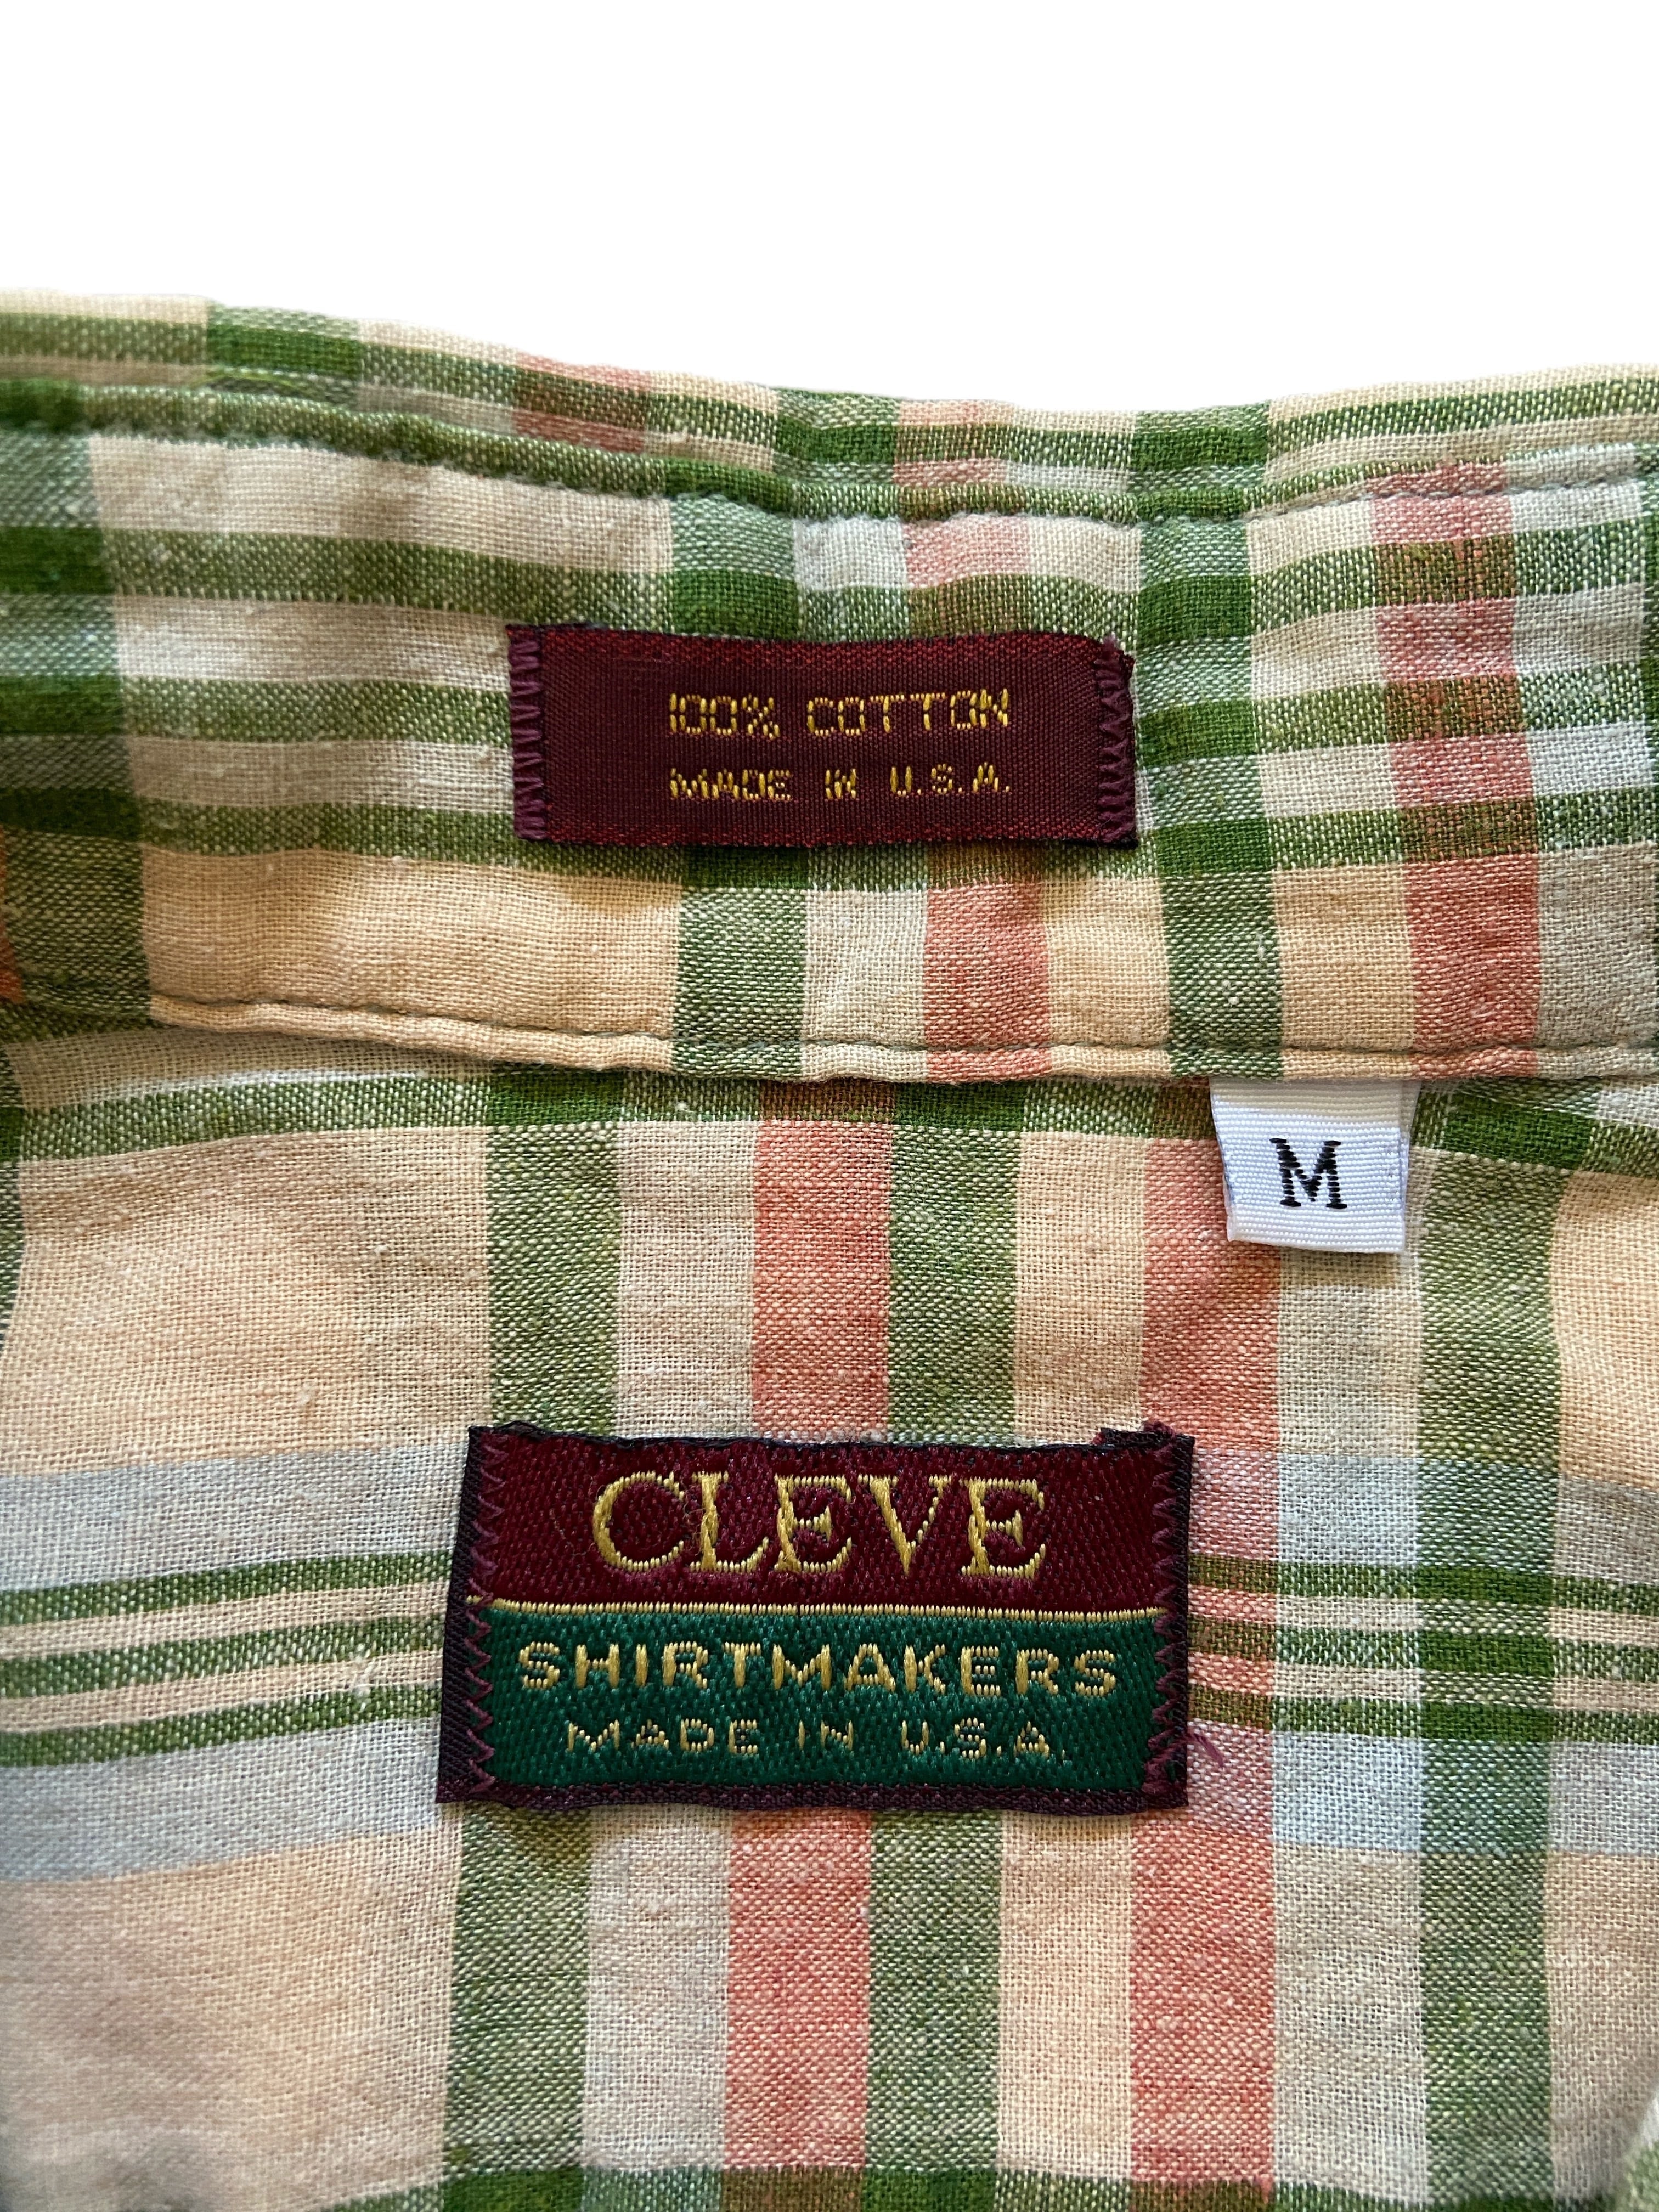 100% COTTON
MADE IN U.S.A.
M
CLEVE
SHIRTMAKERS
MADE IN U.S.A.